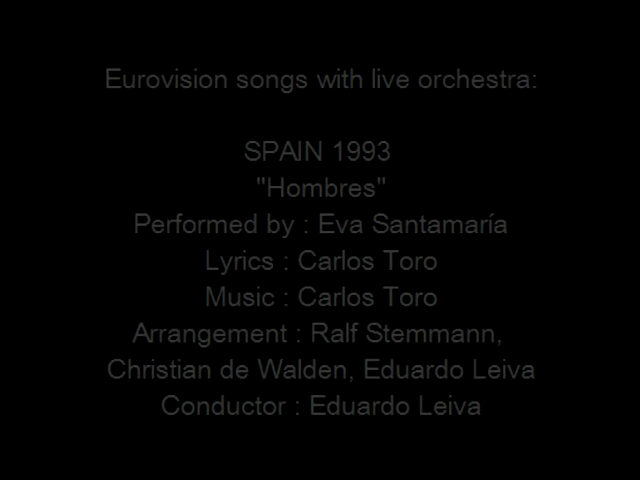 Eurovision songs with live orchestra:
SPAIN 1993
"Hombres"
Performed by : Eva Santamaría
Lyrics : Carlos Toro
Music : Carlos Toro
Arrangement : Ralf Stemmann,
Christian de Walden, Eduardo Leiva
Conductor : Eduardo Leiva